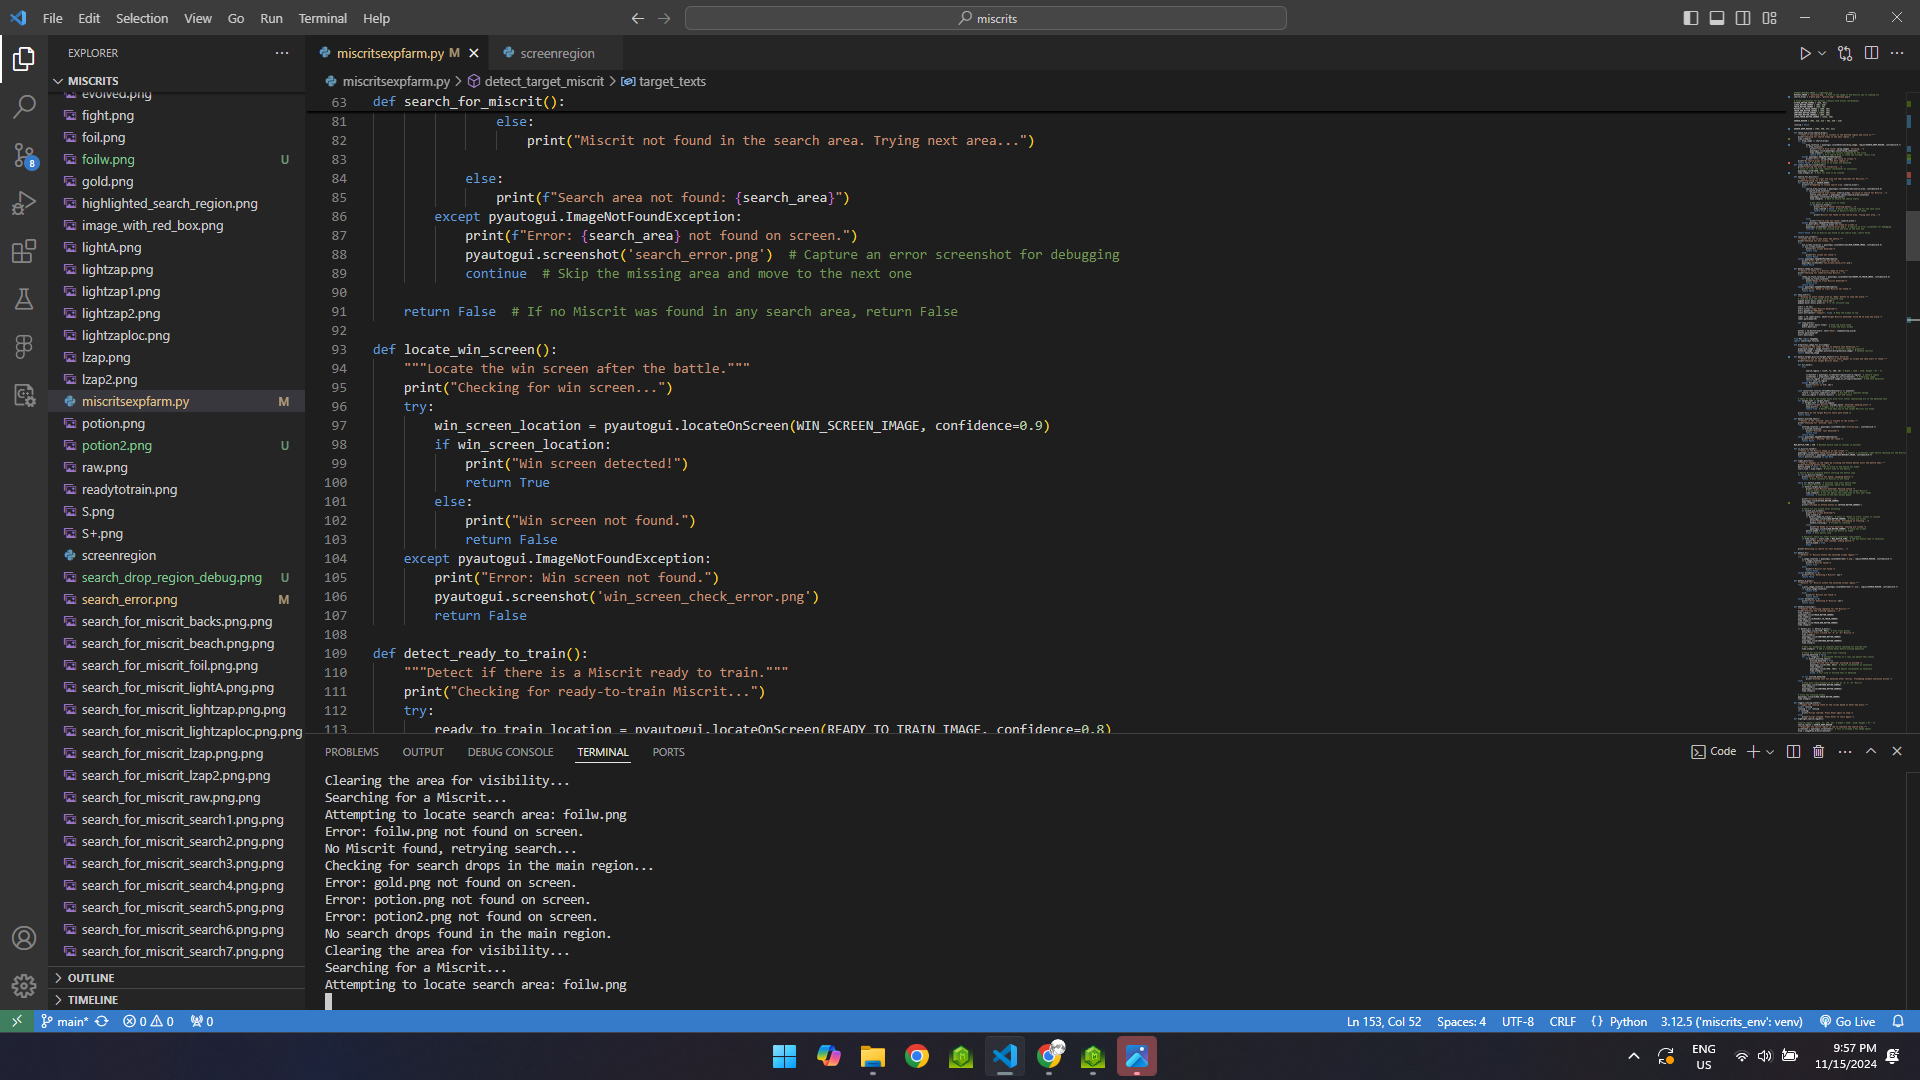 File Edit Selection View Go Run Terminal Help
miscrits
EXPLORER
MISCRITS
evolved.png
fight.png
foil.png
foilw.png U
gold.png
highlighted_search_region.png
image_with_red_box.png
lightA.png
lightzap.png
lightzap1.png
lightzap2.png
lightzaploc.png
lzap.png
lzap2.png
miscritsexpfarm.py M
potion.png
potion2.png U
raw.png
readytotrain.png
S.png
S+.png
screenregion
search_drop_region_debug.png U
search_error.png M
search_for_miscrit_backs.png.png
search_for_miscrit_beach.png.png
search_for_miscrit_foil.png.png
search_for_miscrit_lightA.png.png
search_for_miscrit_lightzap.png.png
search_for_miscrit_lightzaploc.png.png
search_for_miscrit_lzap.png.png
search_for_miscrit_lzap2.png.png
search_for_miscrit_raw.png.png
search_for_miscrit_search1.png.png
search_for_miscrit_search2.png.png
search_for_miscrit_search3.png.png
search_for_miscrit_search4.png.png
search_for_miscrit_search5.png.png
search_for_miscrit_search6.png.png
search_for_miscrit_search7.png.png
OUTLINE
TIMELINE
8
miscritsexpfarm.py M
screenregion
miscritsexpfarm.py > detect_target_miscrit > target_texts
63 def search_for_miscrit():
81 else:
82 print("Miscrit not found in the search area. Trying next area...")
83
84 else:
85 print(f"Search area not found: {search_area}")
86 except pyautogui.ImageNotFoundException:
87 print(f"Error: {search_area} not found on screen.")
88 pyautogui.screenshot('search_error.png') # Capture an error screenshot for debugging
89 continue # Skip the missing area and move to the next one
90
91 return False # If no Miscrit was found in any search area, return False
92
93 def locate_win_screen():
94 """Locate the win screen after the battle."""
95 print("Checking for win screen...")
96 try:
97 win_screen_location = pyautogui.locateOnScreen(WIN_SCREEN_IMAGE, confidence=0.9)
98 if win_screen_location:
99 print("Win screen detected!")
100 return True
101 else:
102 print("Win screen not found.")
103 return False
104 except pyautogui.ImageNotFoundException:
105 print("Error: Win screen not found.")
106 pyautogui.screenshot('win_screen_check_error.png')
107 return False
108
109 def detect_ready_to_train():
110 """Detect if there is a Miscrit ready to train."""
111 print("Checking for ready-to-train Miscrit...")
112 try:
113 ready_to_train_location = pyautogui.locateOnScreen(READY_TO_TRAIN_IMAGE, confidence=0.8)
PROBLEMS OUTPUT DEBUG CONSOLE TERMINAL PORTS
Code
Clearing the area for visibility...
Searching for a Miscrit...
Attempting to locate search area: foilw.png
Error: foilw.png not found on screen.
No Miscrit found, retrying search...
Checking for search drops in the main region...
Error: gold.png not found on screen.
Error: potion.png not found on screen.
Error: potion2.png not found on screen.
No search drops found in the main region.
Clearing the area for visibility...
Searching for a Miscrit...
Attempting to locate search area: foilw.png
main* 0 0 0
Ln 153, Col 52 Spaces: 4 UTF-8 CRLF {} Python 3.12.5 ('miscrits_env': venv) Go Live
ENG
US
9:57 PM
11/15/2024